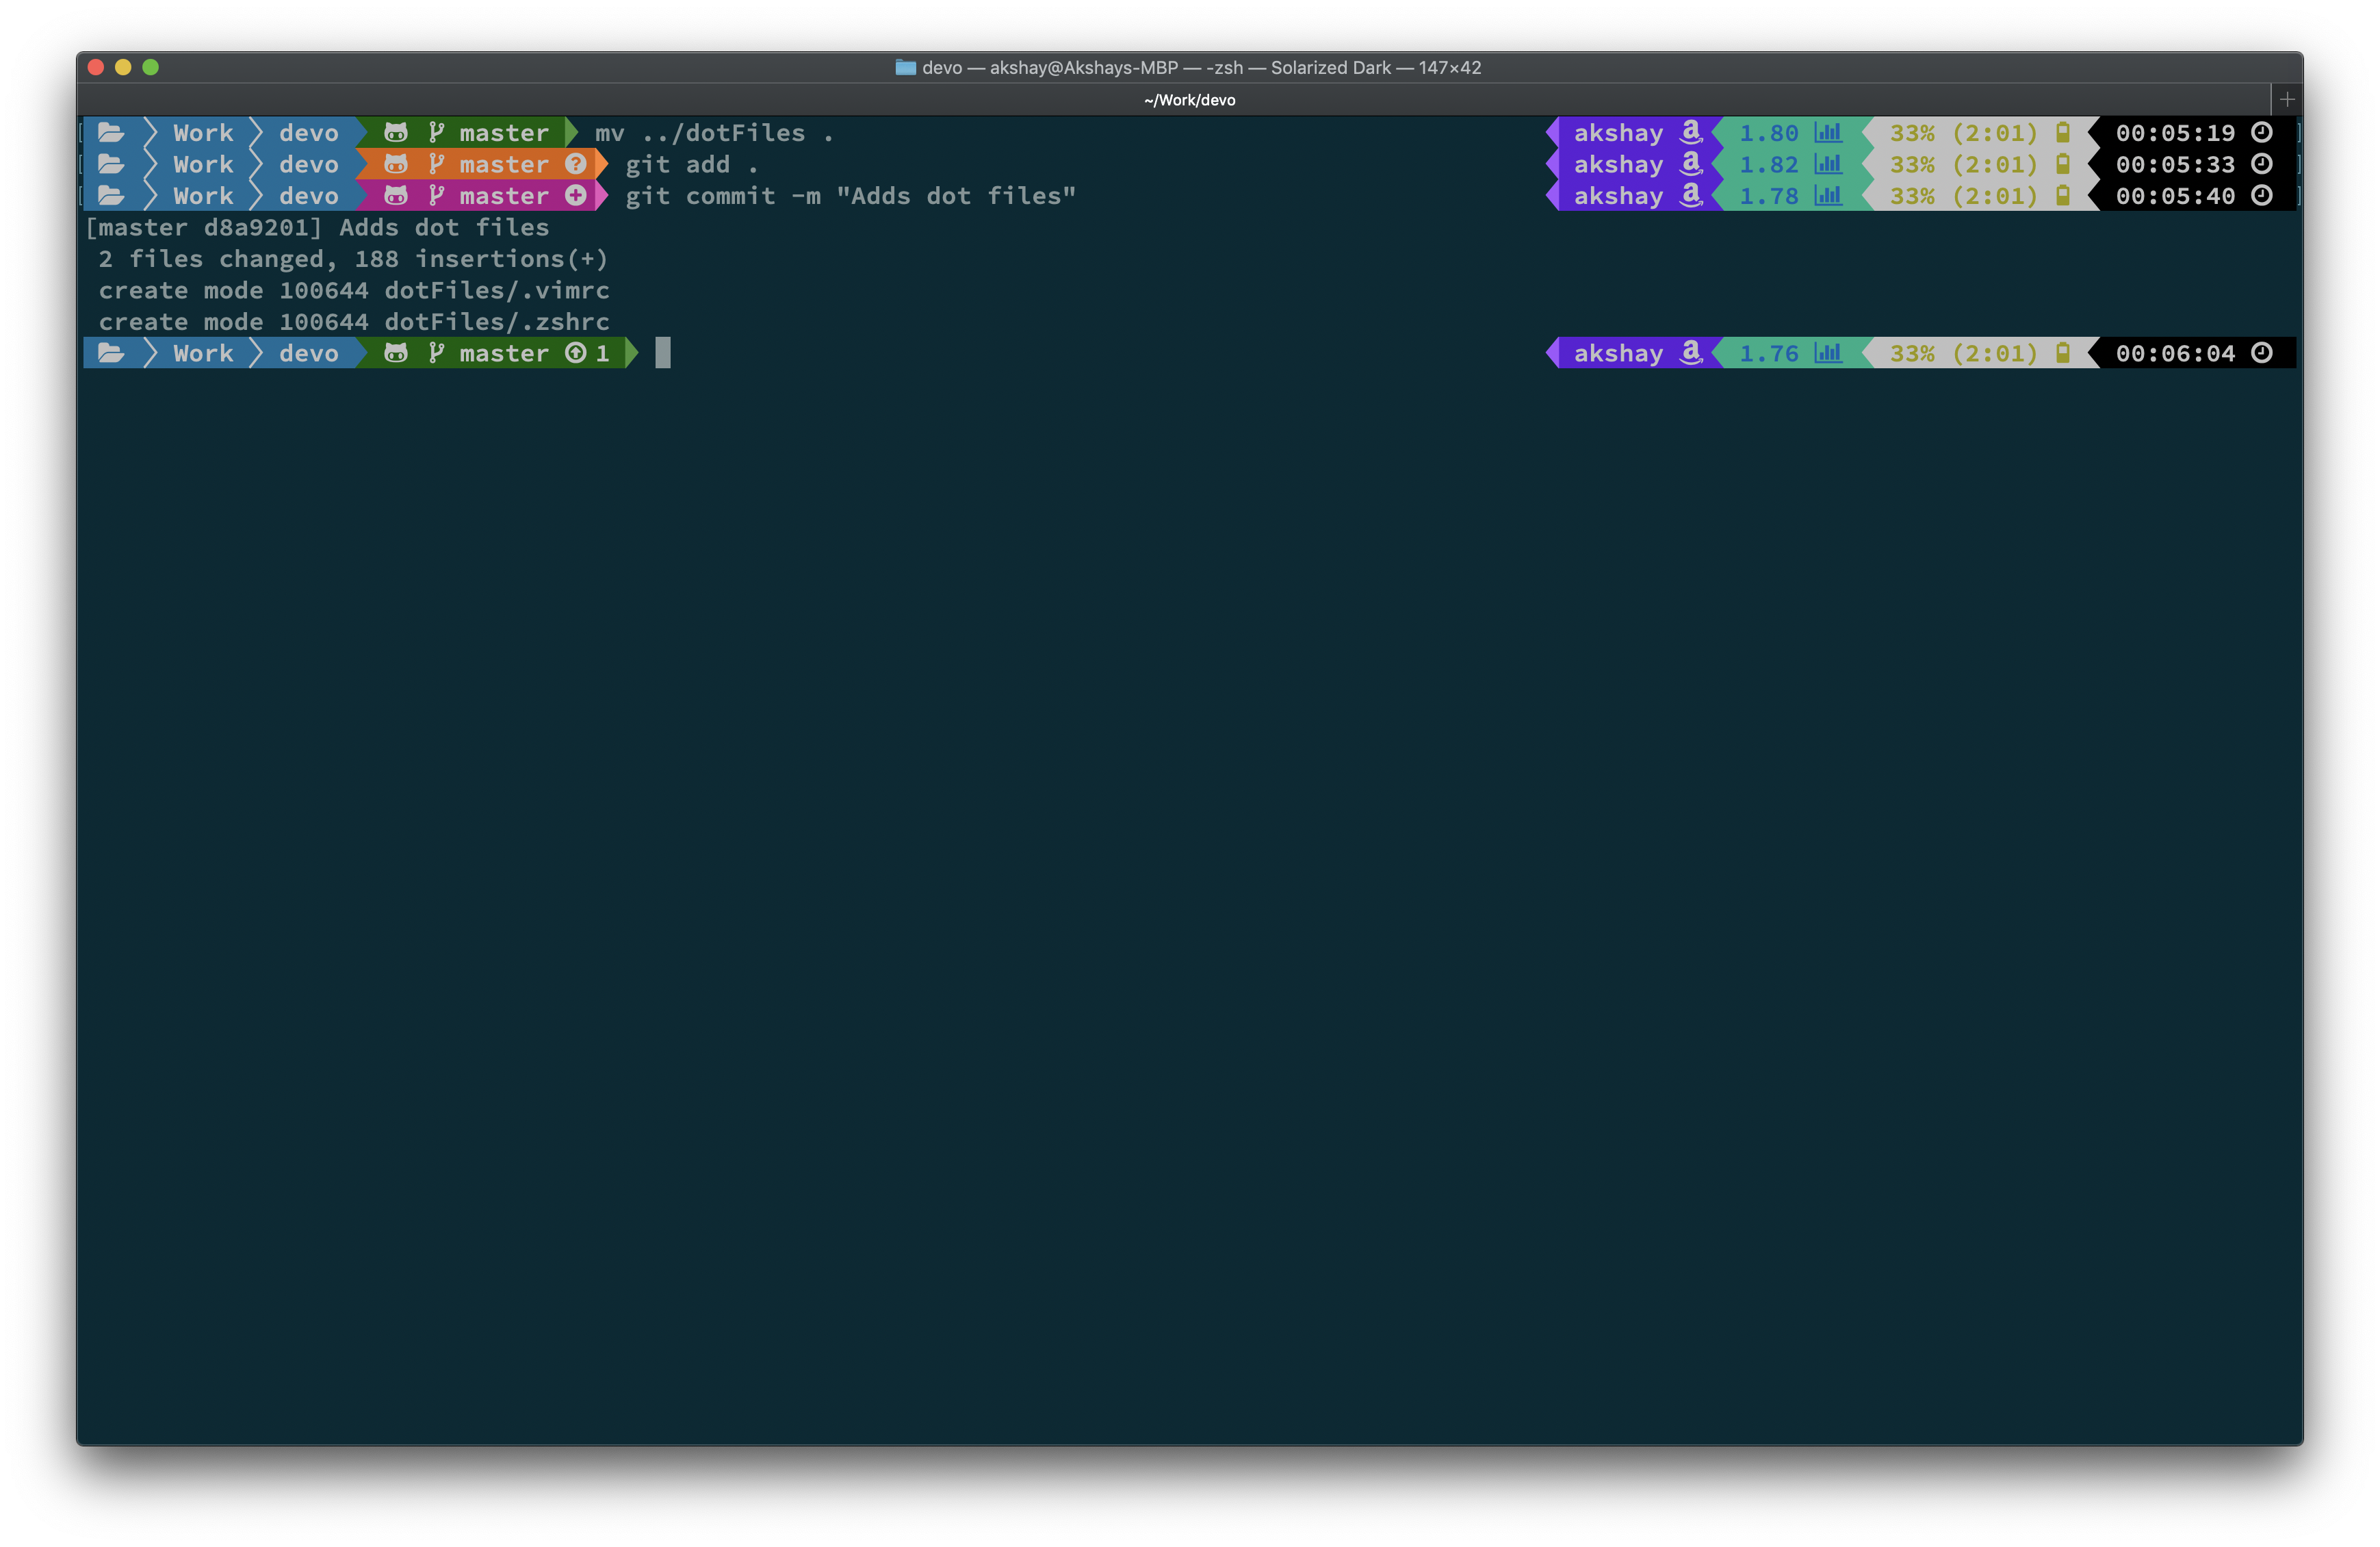 devo — akshay@Akshays-MBP — -zsh — Solarized Dark — 147×42
~/Work/devo
Work devo master mv ../dotFiles . akshay 1.80 33% (2:01) 00:05:19
Work devo master git add . akshay 1.82 33% (2:01) 00:05:33
Work devo master git commit -m "Adds dot files" akshay 1.78 33% (2:01) 00:05:40
[master d8a9201] Adds dot files
2 files changed, 188 insertions(+)
create mode 100644 dotFiles/.vimrc
create mode 100644 dotFiles/.zshrc
Work devo master 1 akshay 1.76 33% (2:01) 00:06:04